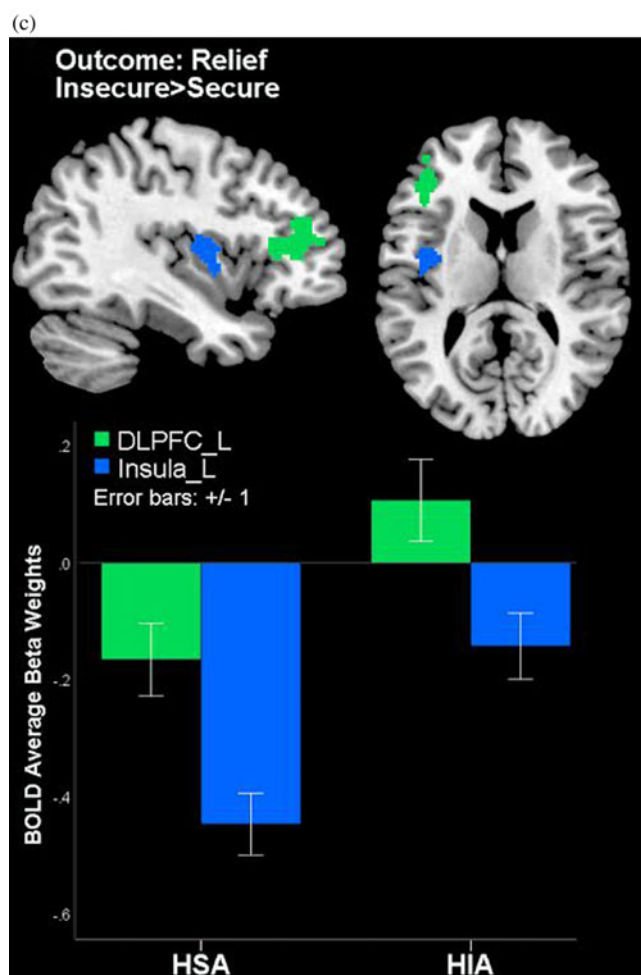 (c)
Outcome: Relief
Insecure>Secure
DLPFC_L
Insula_L
Error bars: +/- 1
.2
.0
-.2
-.4
-.6
BOLD Average Beta Weights
HSA HIA